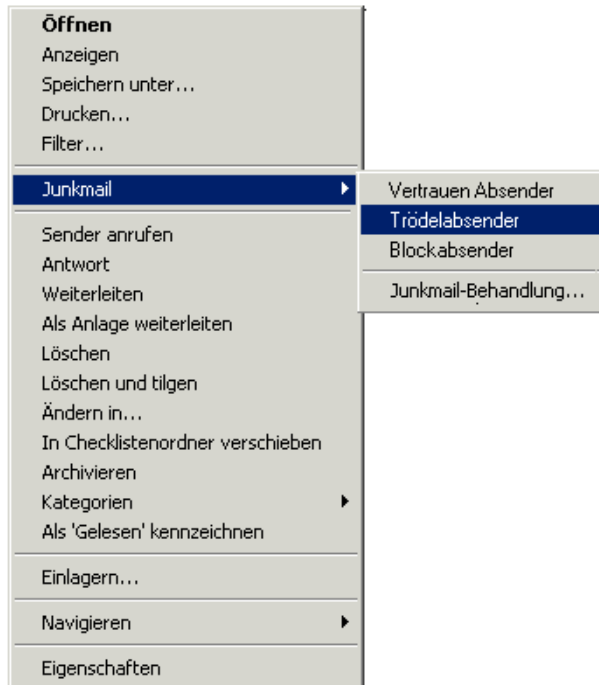 Öffnen
Anzeigen
Speichern unter...
Drucken...
Filter...
Junkmail
Vertrauen Absender
Trödelabsender
Blockabsender
Junkmail-Behandlung...
Sender anrufen
Antwort
Weiterleiten
Als Anlage weiterleiten
Löschen
Löschen und tilgen
Ändern in...
In Checklistenordner verschieben
Archivieren
Kategorien
Als 'Gelesen' kennzeichnen
Einlagern...
Navigieren
Eigenschaften